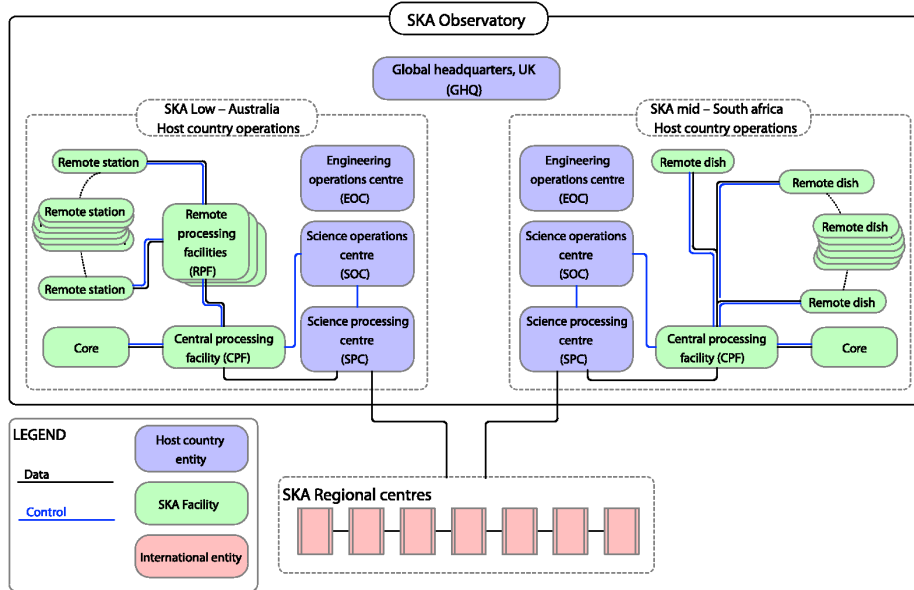 SKA Observatory
Global headquarters, UK
(GHQ)
SKA Low – Australia
Host country operations
Remote station
Remote station
Remote station
Remote
processing
facilities
(RPF)
Core
Central processing
facility (CPF)
Engineering
operations centre
(EOC)
Science operations
centre
(SOC)
Science processing
centre
(SPC)
SKA mid – South africa
Host country operations
Engineering
operations centre
(EOC)
Science operations
centre
(SOC)
Science processing
centre
(SPC)
Remote dish
Remote dish
Remote dish
Remote dish
Central processing
facility (CPF)
Core
LEGEND
Data
Control
Host country
entity
SKA Facility
International entity
SKA Regional centres